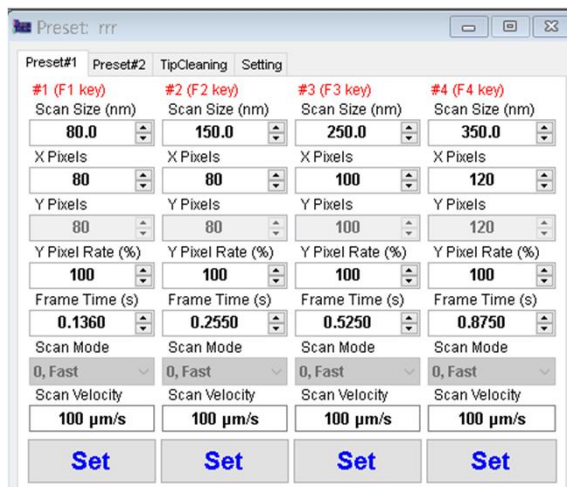 Preset: rrr
Preset#1 Preset#2 TipCleaning Setting
#1 (F1 key) #2 (F2 key) #3 (F3 key) #4 (F4 key)
Scan Size (nm) Scan Size (nm) Scan Size (nm) Scan Size (nm)
80.0 150.0 250.0 350.0
X Pixels X Pixels X Pixels X Pixels
80 80 100 120
Y Pixels Y Pixels Y Pixels Y Pixels
80 80 100 120
Y Pixel Rate (%) Y Pixel Rate (%) Y Pixel Rate (%) Y Pixel Rate (%)
100 100 100 100
Frame Time (s) Frame Time (s) Frame Time (s) Frame Time (s)
0.1360 0.2550 0.5250 0.8750
Scan Mode Scan Mode Scan Mode Scan Mode
0, Fast 0, Fast 0, Fast 0, Fast
Scan Velocity Scan Velocity Scan Velocity Scan Velocity
100 µm/s 100 µm/s 100 µm/s 100 µm/s
Set Set Set Set